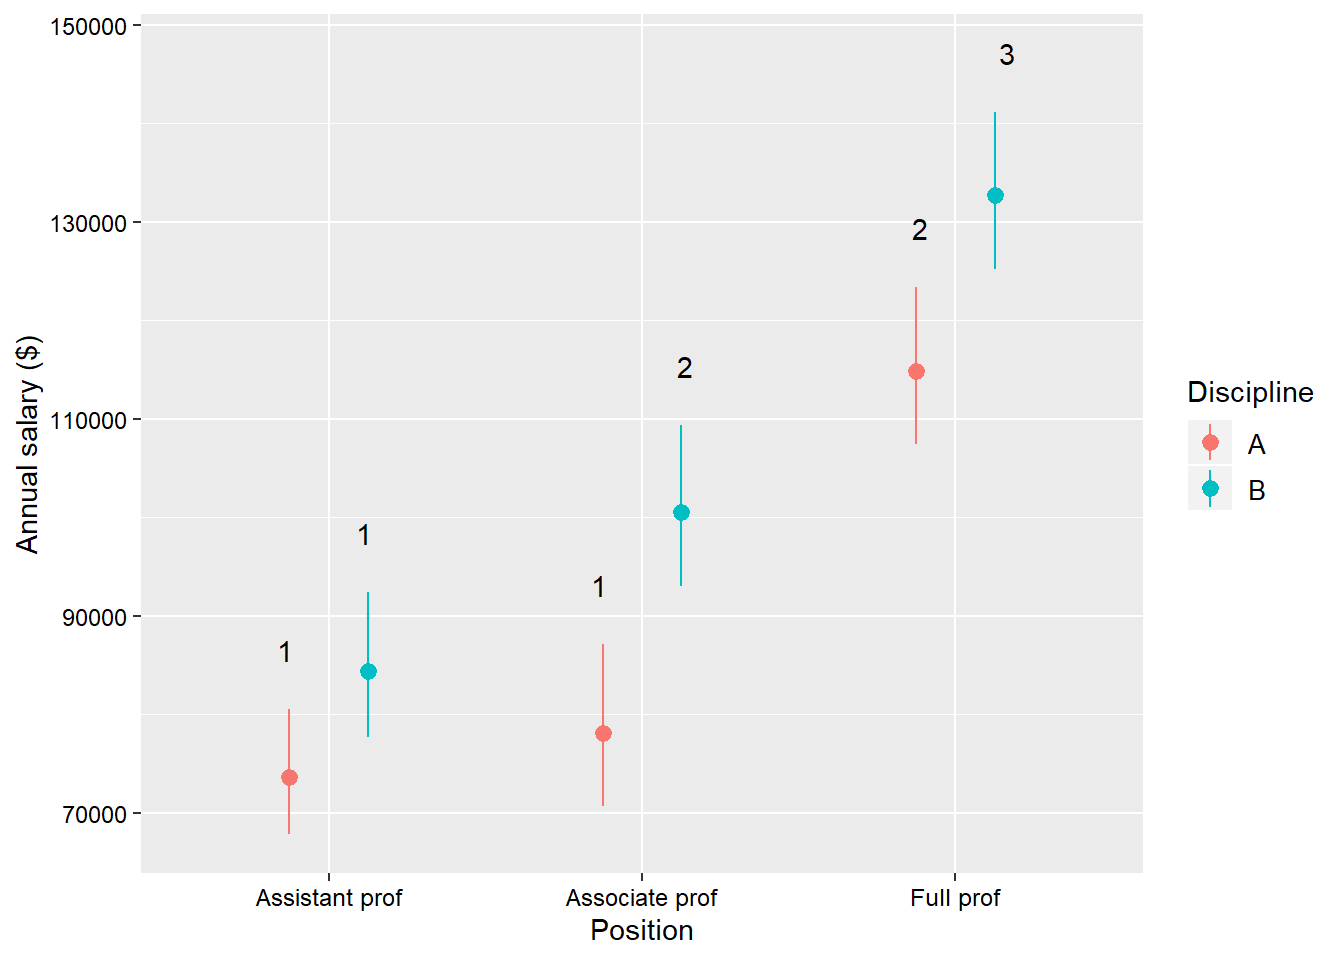 150000
3
130000
2
2
110000
1
1
90000
1
70000
Assistant prof
Associate prof
Full prof
Position
Annual salary ($)
Discipline
A
B